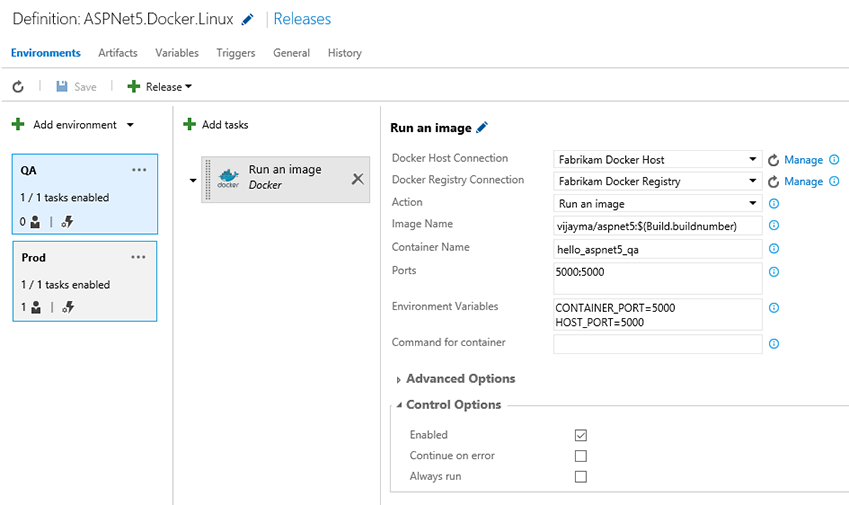 Definition: ASPNet5.Docker.Linux | Releases
Environments Artifacts Variables Triggers General History
Save Release
Add environment
QA ...
1 / 1 tasks enabled
0
Prod ...
1 / 1 tasks enabled
1
Add tasks
docker
Run an image
Docker
Run an image
Docker Host Connection Fabrikam Docker Host Manage
Docker Registry Connection Fabrikam Docker Registry Manage
Action Run an image
Image Name vijayma/aspnet5:$(Build.buildnumber)
Container Name hello_aspnet5_qa
Ports 5000:5000
Environment Variables CONTAINER_PORT=5000
HOST_PORT=5000
Command for container
Advanced Options
Control Options
Enabled
Continue on error
Always run